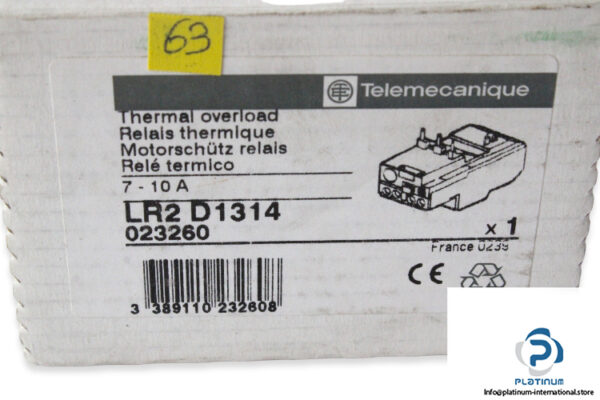 63
Telemecanique
Thermal overload
Relais thermique
Motorschütz relais
Relé termico
7 - 10 A
LR2 D1314
023260
x 1
France 0239
CE
3 389110 232608
PLATINUM
Info@platinum-international.store